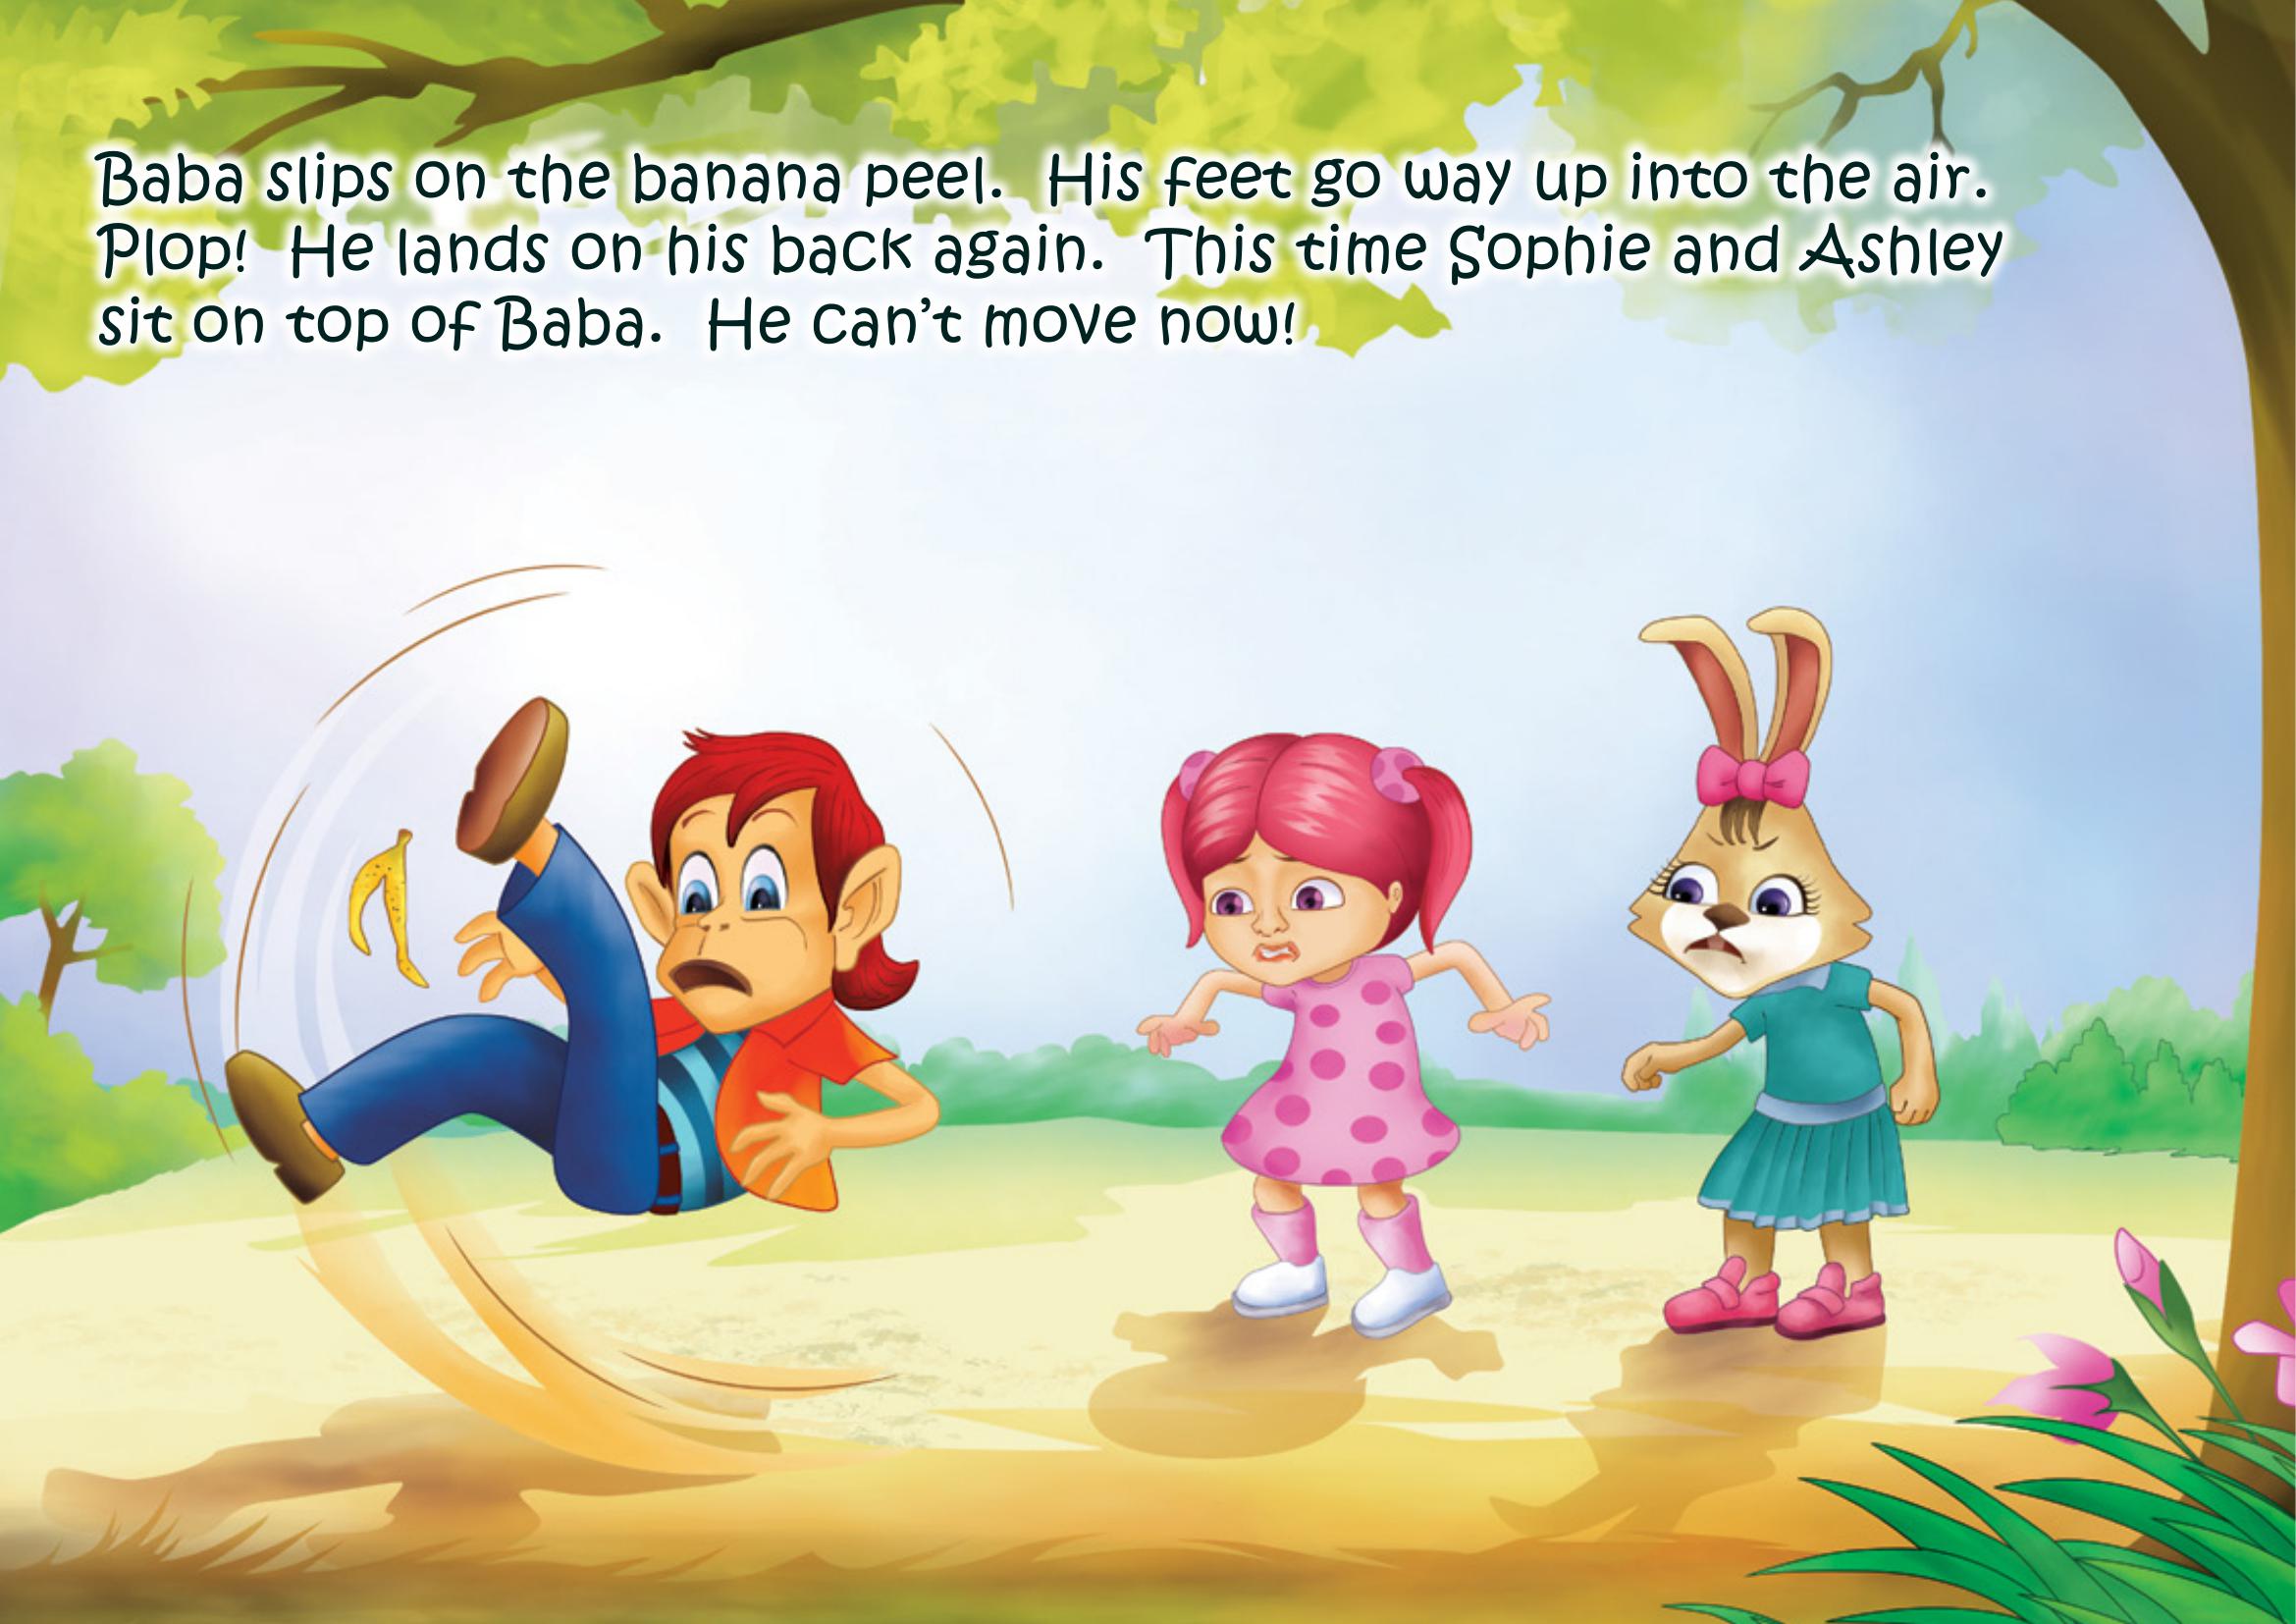 Baba slips on the banana peel.  His feet go way up into the air.
Plop!  He lands on his back again.  This time Sophie and Ashley
sit on top of Baba.  He can’t move now!